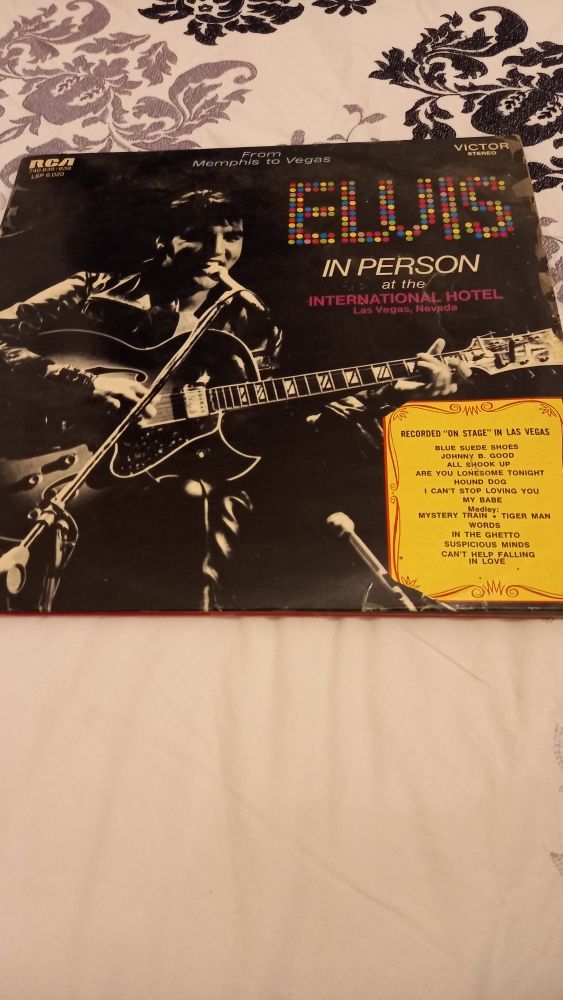 RCA
740.639 / 639
LSP 6.020
From
Memphis to Vegas
VICTOR
STEREO
ELVIS
IN PERSON
at the
INTERNATIONAL HOTEL
Las Vegas, Nevada
RECORDED "ON STAGE" IN LAS VEGAS
BLUE SUEDE SHOES
JOHNNY B. GOOD
ALL SHOOK UP
ARE YOU LONESOME TONIGHT
HOUND DOG
I CAN'T STOP LOVING YOU
MY BABE
Medley:
MYSTERY TRAIN • TIGER MAN
WORDS
IN THE GHETTO
SUSPICIOUS MINDS
CAN'T HELP FALLING
IN LOVE